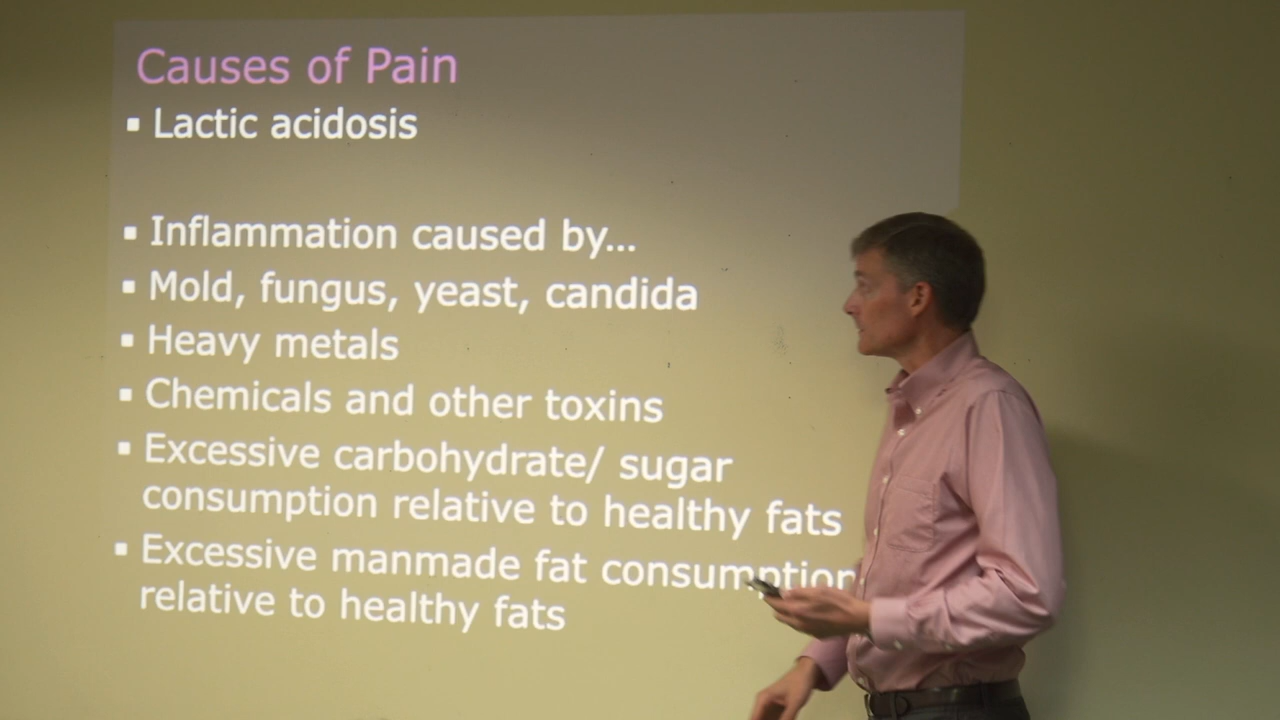 Causes of Pain
▪ Lactic acidosis
▪ Inflammation caused by...
▪ Mold, fungus, yeast, candida
▪ Heavy metals
▪ Chemicals and other toxins
▪ Excessive carbohydrate/ sugar
consumption relative to healthy fats
▪ Excessive manmade fat consumption
relative to healthy fats